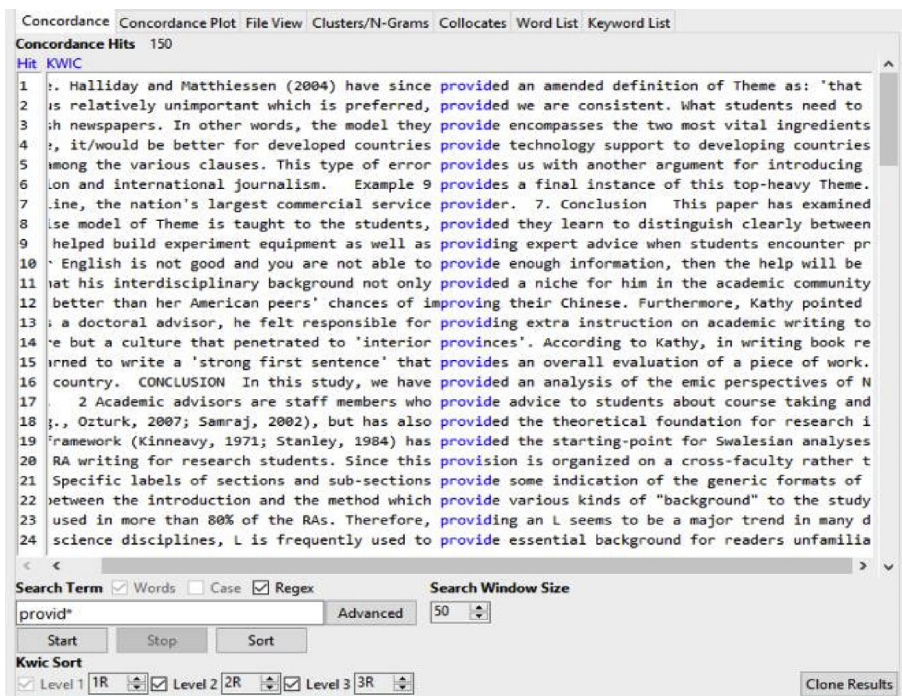 Concordance Concordance Plot File View Clusters/N-Grams Collocates Word List Keyword List
Concordance Hits 150
Hit KWIC
1 e. Halliday and Matthiessen (2004) have since provided an amended definition of Theme as: 'that
2 is relatively unimportant which is preferred, provided we are consistent. What students need to
3 sh newspapers. In other words, the model they provide encompasses the two most vital ingredients
4 e, it/would be better for developed countries provide technology support to developing countries
5 among the various clauses. This type of error provides us with another argument for introducing
6 ion and international journalism. Example 9 provides a final instance of this top-heavy Theme.
7 line, the nation's largest commercial service provider. 7. Conclusion This paper has examined
8 ise model of Theme is taught to the students, provided they learn to distinguish clearly between
9 helped build experiment equipment as well as providing expert advice when students encounter pr
10 English is not good and you are not able to provide enough information, then the help will be
11 hat his interdisciplinary background not only provided a niche for him in the academic community
12 better than her American peers' chances of improving their Chinese. Furthermore, Kathy pointed
13 s a doctoral advisor, he felt responsible for providing extra instruction on academic writing to
14 re but a culture that penetrated to 'interior provinces'. According to Kathy, in writing book re
15 arned to write a 'strong first sentence' that provides an overall evaluation of a piece of work.
16 country. CONCLUSION In this study, we have provided an analysis of the emic perspectives of N
17 . 2 Academic advisors are staff members who provide advice to students about course taking and
18 g., Ozturk, 2007; Samraj, 2002), but has also provided the theoretical foundation for research i
19 framework (Kinneavy, 1971; Stanley, 1984) has provided the starting-point for Swalesian analyses
20 RA writing for research students. Since this provision is organized on a cross-faculty rather t
21 Specific labels of sections and sub-sections provide some indication of the generic formats of
22 between the introduction and the method which provide various kinds of "background" to the study
23 used in more than 80% of the RAs. Therefore, providing an L seems to be a major trend in many d
24 science disciplines, L is frequently used to provide essential background for readers unfamilia
Search Term Words Case Regex Search Window Size
provid* Advanced 50
Start Stop Sort
Kwic Sort
Level 1 1R Level 2 2R Level 3 3R Clone Results